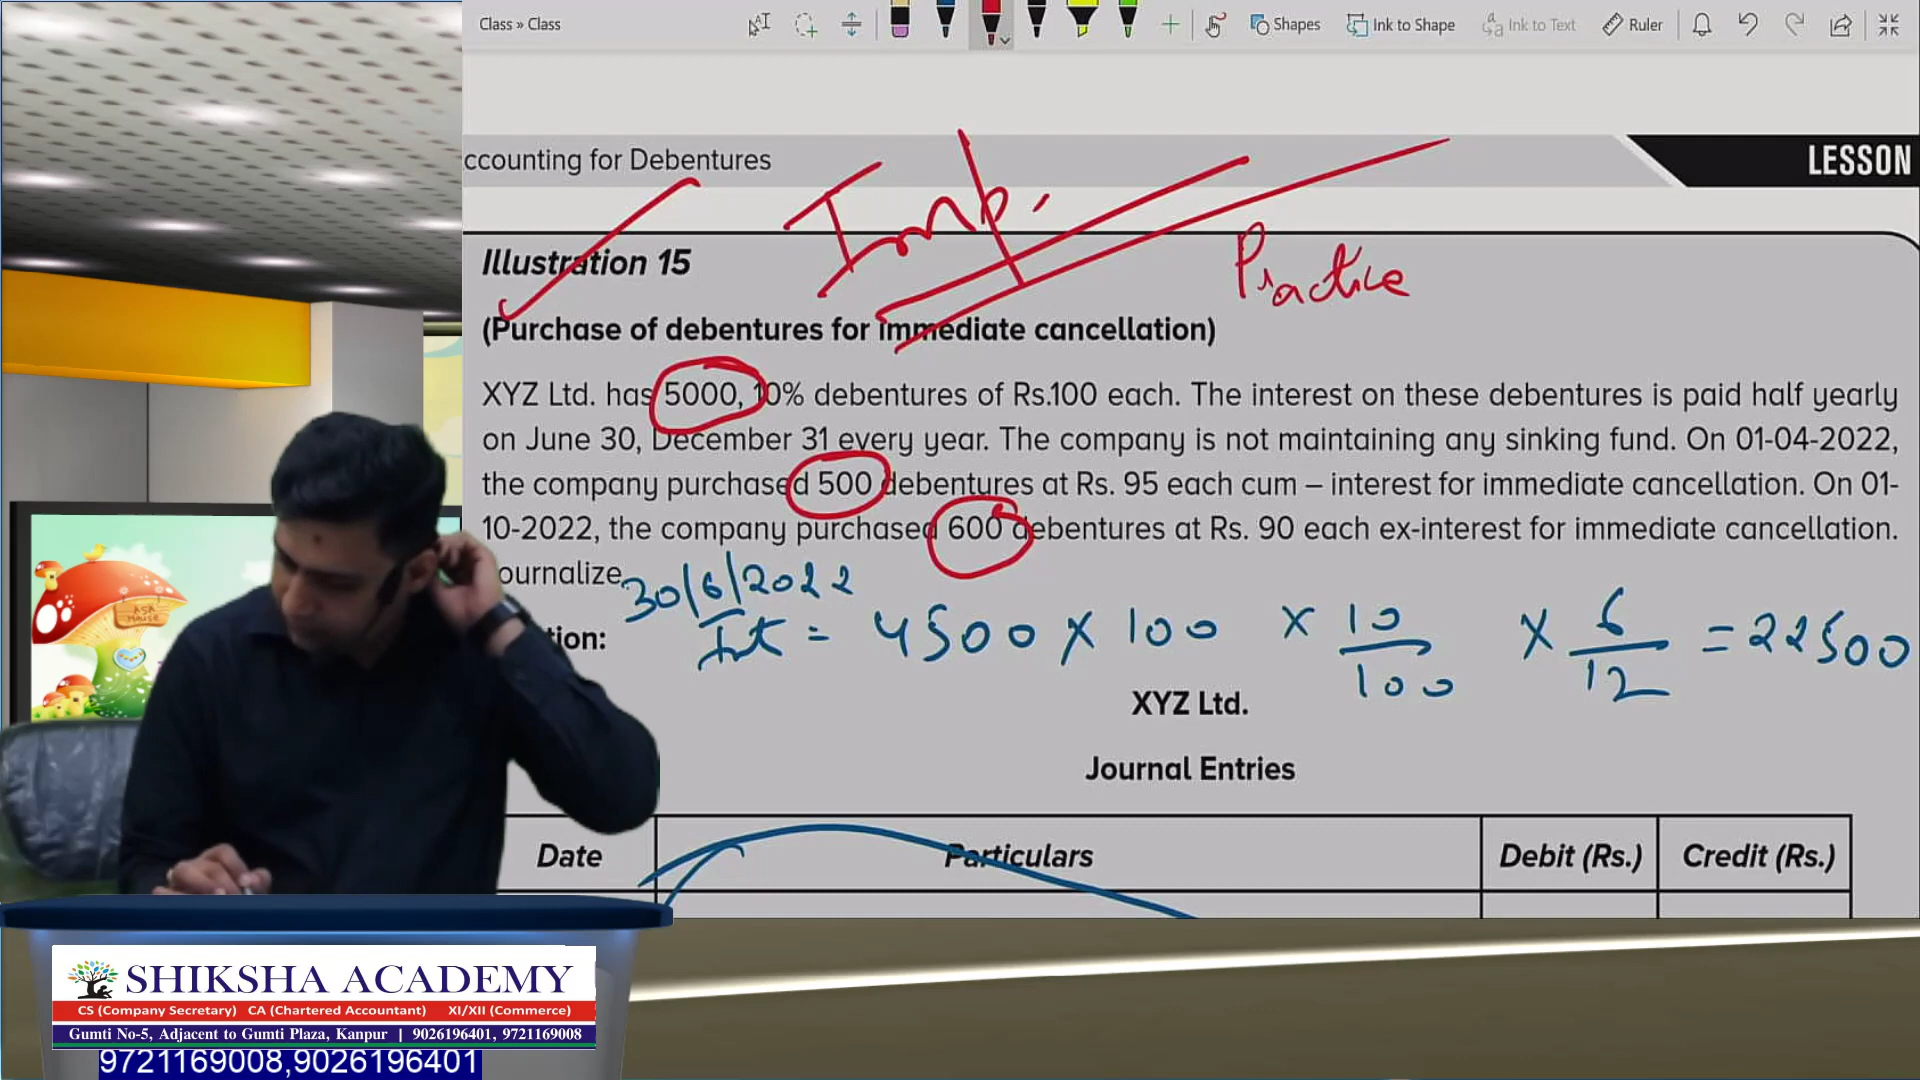 Class » Class
Shapes
Ink to Shape
Ink to Text
Ruler
ccounting for Debentures
LESSON
Imp.
Illustration 15
Practice
(Purchase of debentures for immediate cancellation)
XYZ Ltd. has 5000, 10% debentures of Rs.100 each. The interest on these debentures is paid half yearly
on June 30, December 31 every year. The company is not maintaining any sinking fund. On 01-04-2022,
the company purchased 500 debentures at Rs. 95 each cum – interest for immediate cancellation. On 01-
10-2022, the company purchased 600 debentures at Rs. 90 each ex-interest for immediate cancellation.
ournalize.
30/6/2022
Int = 4500 X 100 X 10/100 X 6/12 = 22500
ion:
XYZ Ltd.
Journal Entries
Date Particulars Debit (Rs.) Credit (Rs.)
SHIKSHA ACADEMY
CS (Company Secretary) CA (Chartered Accountant) XI/XII (Commerce)
Gumti No-5, Adjacent to Gumti Plaza, Kanpur | 9026196401, 9721169008
9721169008,9026196401